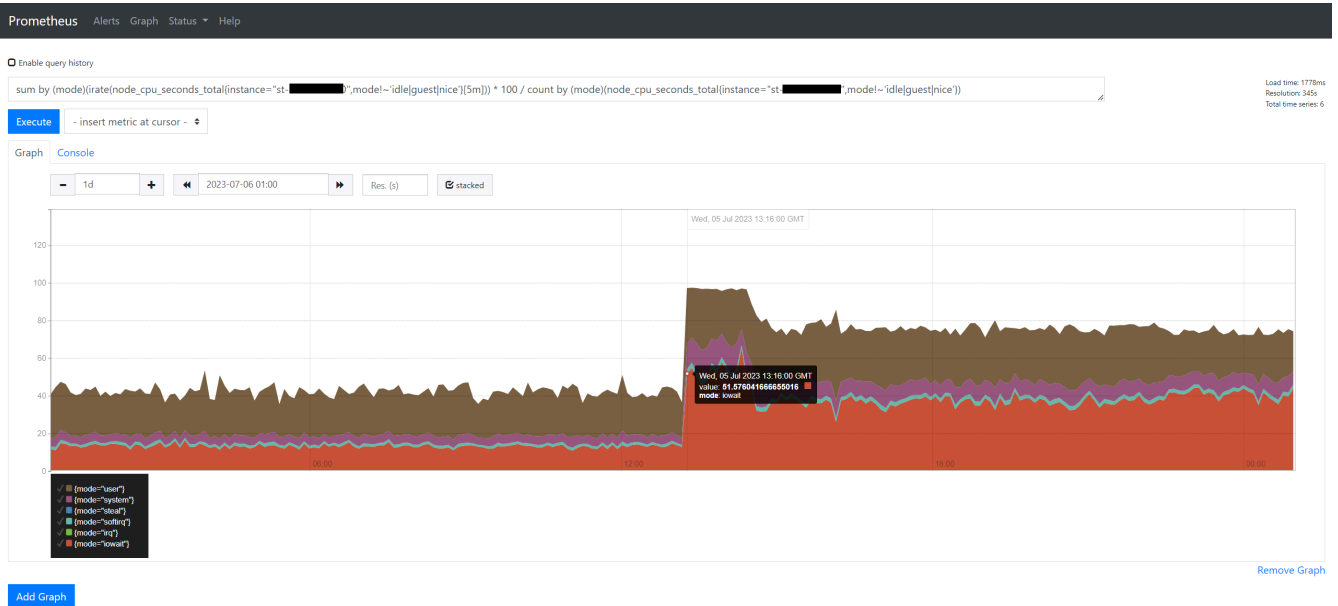 Prometheus Alerts Graph Status Help
Enable query history
sum by (mode)(irate(node_cpu_seconds_total{instance="st- 0",mode!~'idle|guest|nice'}[5m])) * 100 / count by (mode)(node_cpu_seconds_total{instance="st- ",mode!~'idle|guest|nice'})
Load time: 1778ms
Resolution: 345s
Total time series: 6
Execute - insert metric at cursor -
Graph Console
- 1d + 2023-07-06 01:00 Res. (s) stacked
Wed, 05 Jul 2023 13:16:00 GMT
120
100
80
60
40
20
0
Wed, 05 Jul 2023 13:16:00 GMT
value: 51.576041666655016
mode: iowait
06:00 12:00 18:00 00:00
{mode="user"}
{mode="system"}
{mode="steal"}
{mode="softirq"}
{mode="irq"}
{mode="iowait"}
Remove Graph
Add Graph